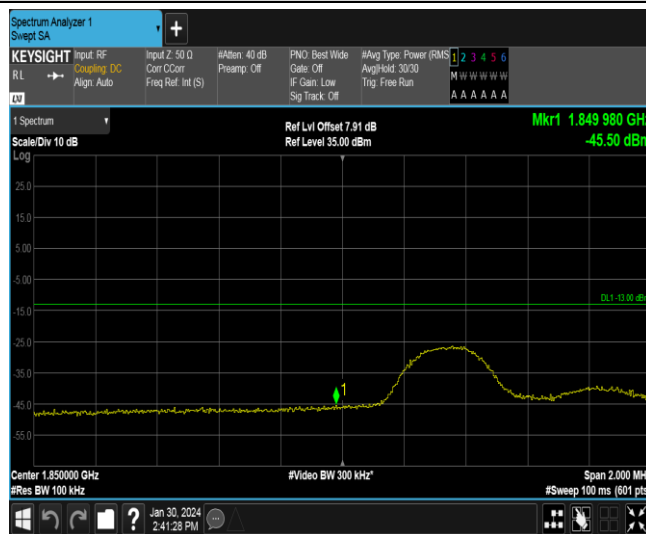 Spectrum Analyzer 1
Swept SA
+
KEYSIGHT
RL
LXI
Input: RF
Coupling: DC
Align: Auto
Input Z: 50 Ω
Corr CCorr
Freq Ref: Int (S)
#Atten: 40 dB
Preamp: Off
PNO: Best Wide
Gate: Off
IF Gain: Low
Sig Track: Off
#Avg Type: Power (RMS
Avg|Hold: 30/30
Trig: Free Run
1 2 3 4 5 6
M W W W W W
A A A A A A
1 Spectrum
Scale/Div 10 dB
Log
Ref Lvl Offset 7.91 dB
Ref Level 35.00 dBm
Mkr1 1.849 980 GHz
-45.50 dBm
25.0
15.0
5.00
-5.00
DL1 -13.00 dBm
-15.0
-25.0
-35.0
1
-45.0
-55.0
Center 1.850000 GHz
#Video BW 300 kHz*
Span 2.000 MH
#Res BW 100 kHz
#Sweep 100 ms (601 pts
?
Jan 30, 2024
2:41:28 PM